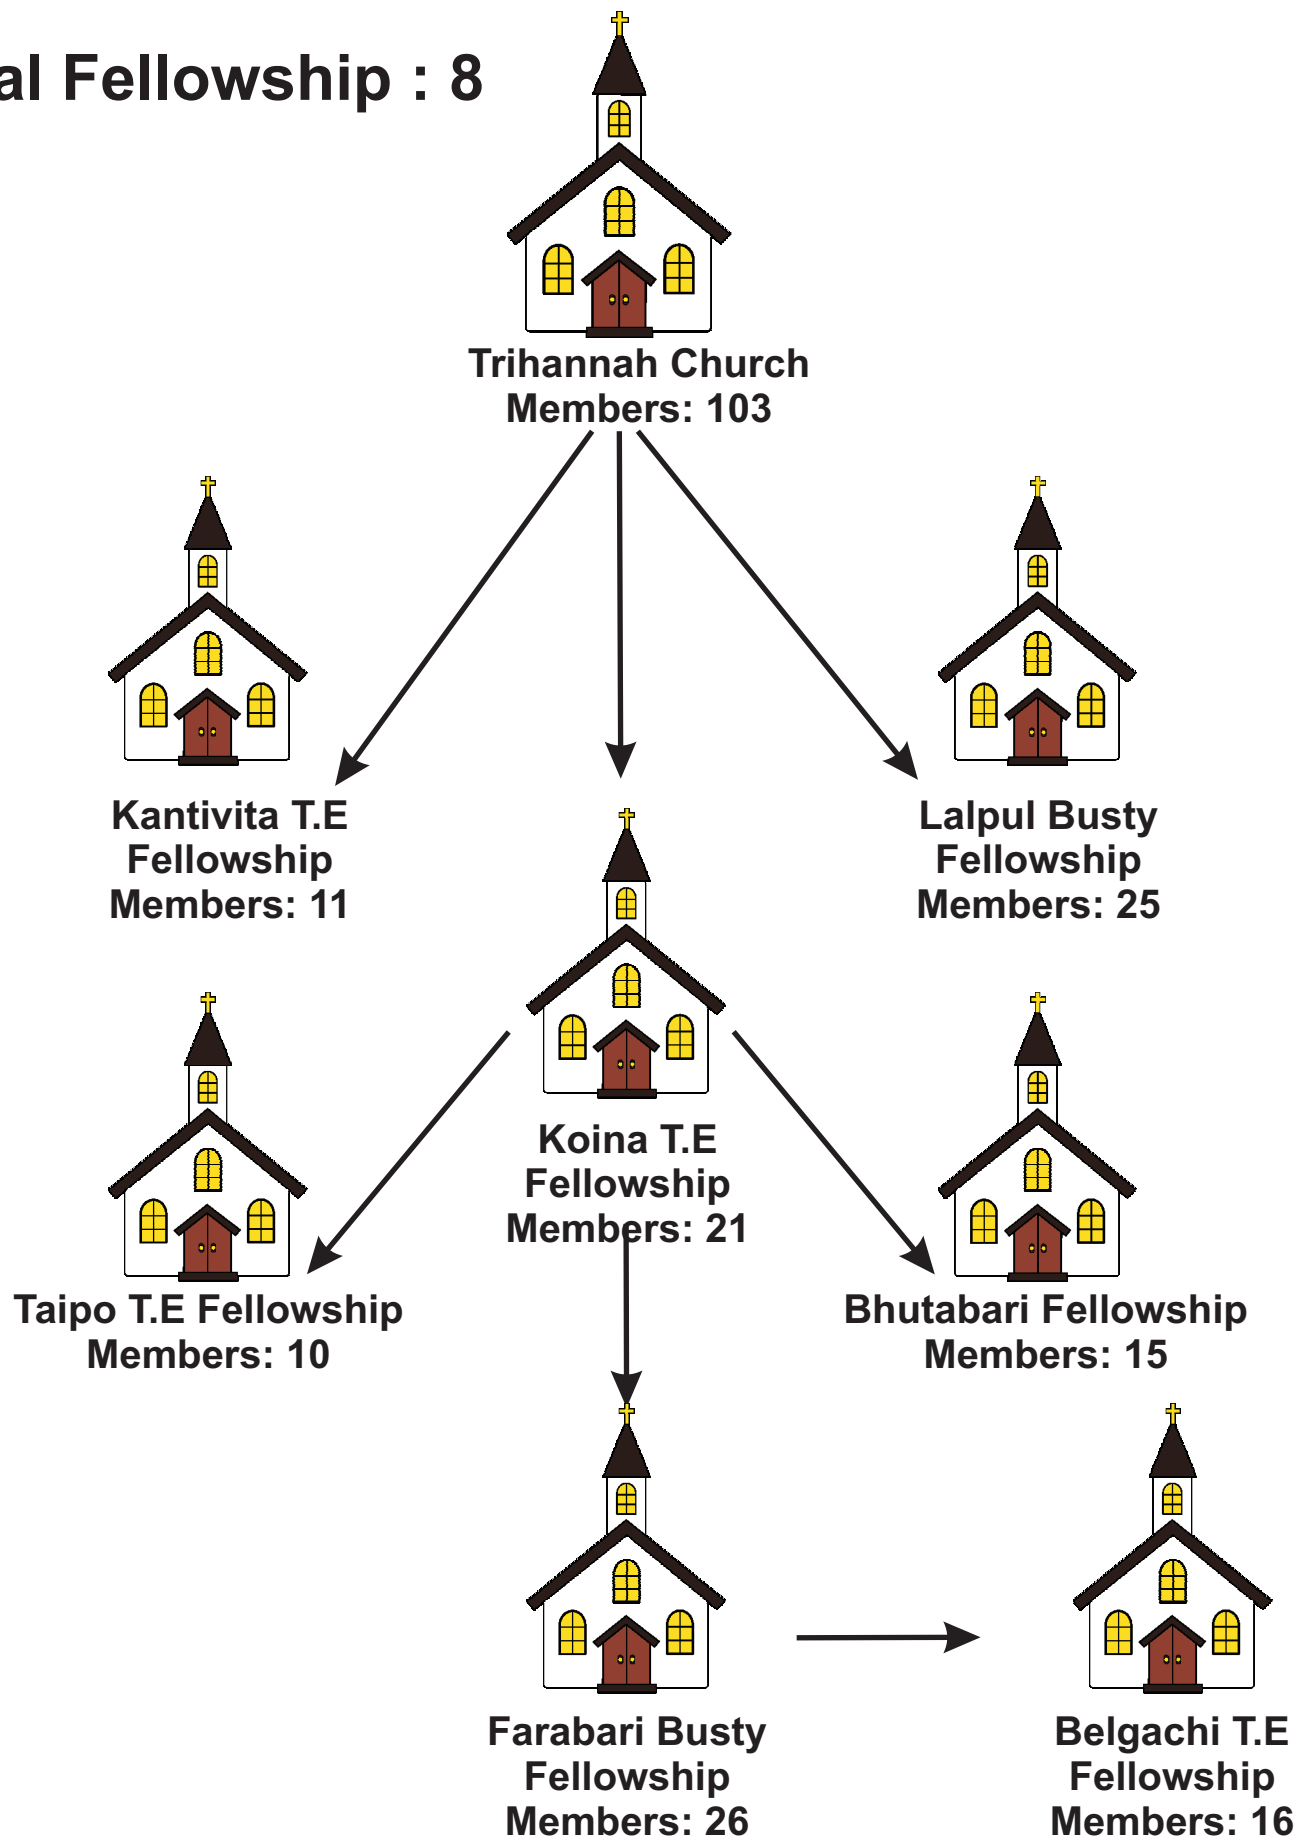 al Fellowship : 8
Trihannah Church
Members: 103
Kantivita T.E
Fellowship
Members: 11
Lalpul Busty
Fellowship
Members: 25
Koina T.E
Fellowship
Members: 21
Taipo T.E Fellowship
Members: 10
Bhutabari Fellowship
Members: 15
Farabari Busty
Fellowship
Members: 26
Belgachi T.E
Fellowship
Members: 16